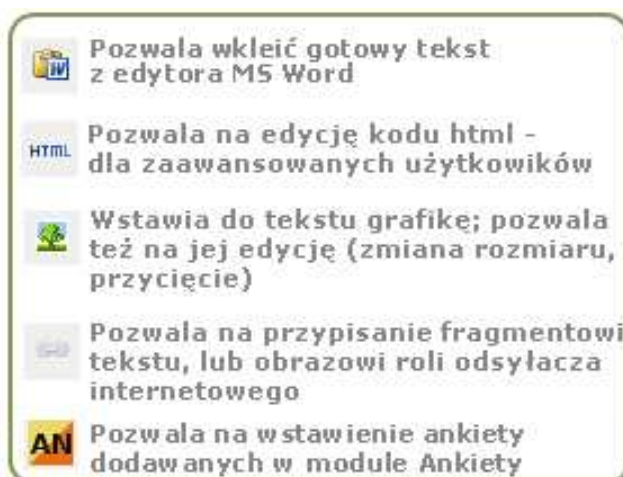 Pozwala wkleić gotowy tekst
z edytora MS Word
HTML
Pozwala na edycję kodu html -
dla zaawansowanych użytkowików
Wstawia do tekstu grafikę; pozwala
też na jej edycję (zmiana rozmiaru,
przycięcie)
Pozwala na przypisanie fragmentowi
tekstu, lub obrazowi roli odsyłacza
internetowego
AN
Pozwala na wstawienie ankiety
dodawanych w module Ankiety